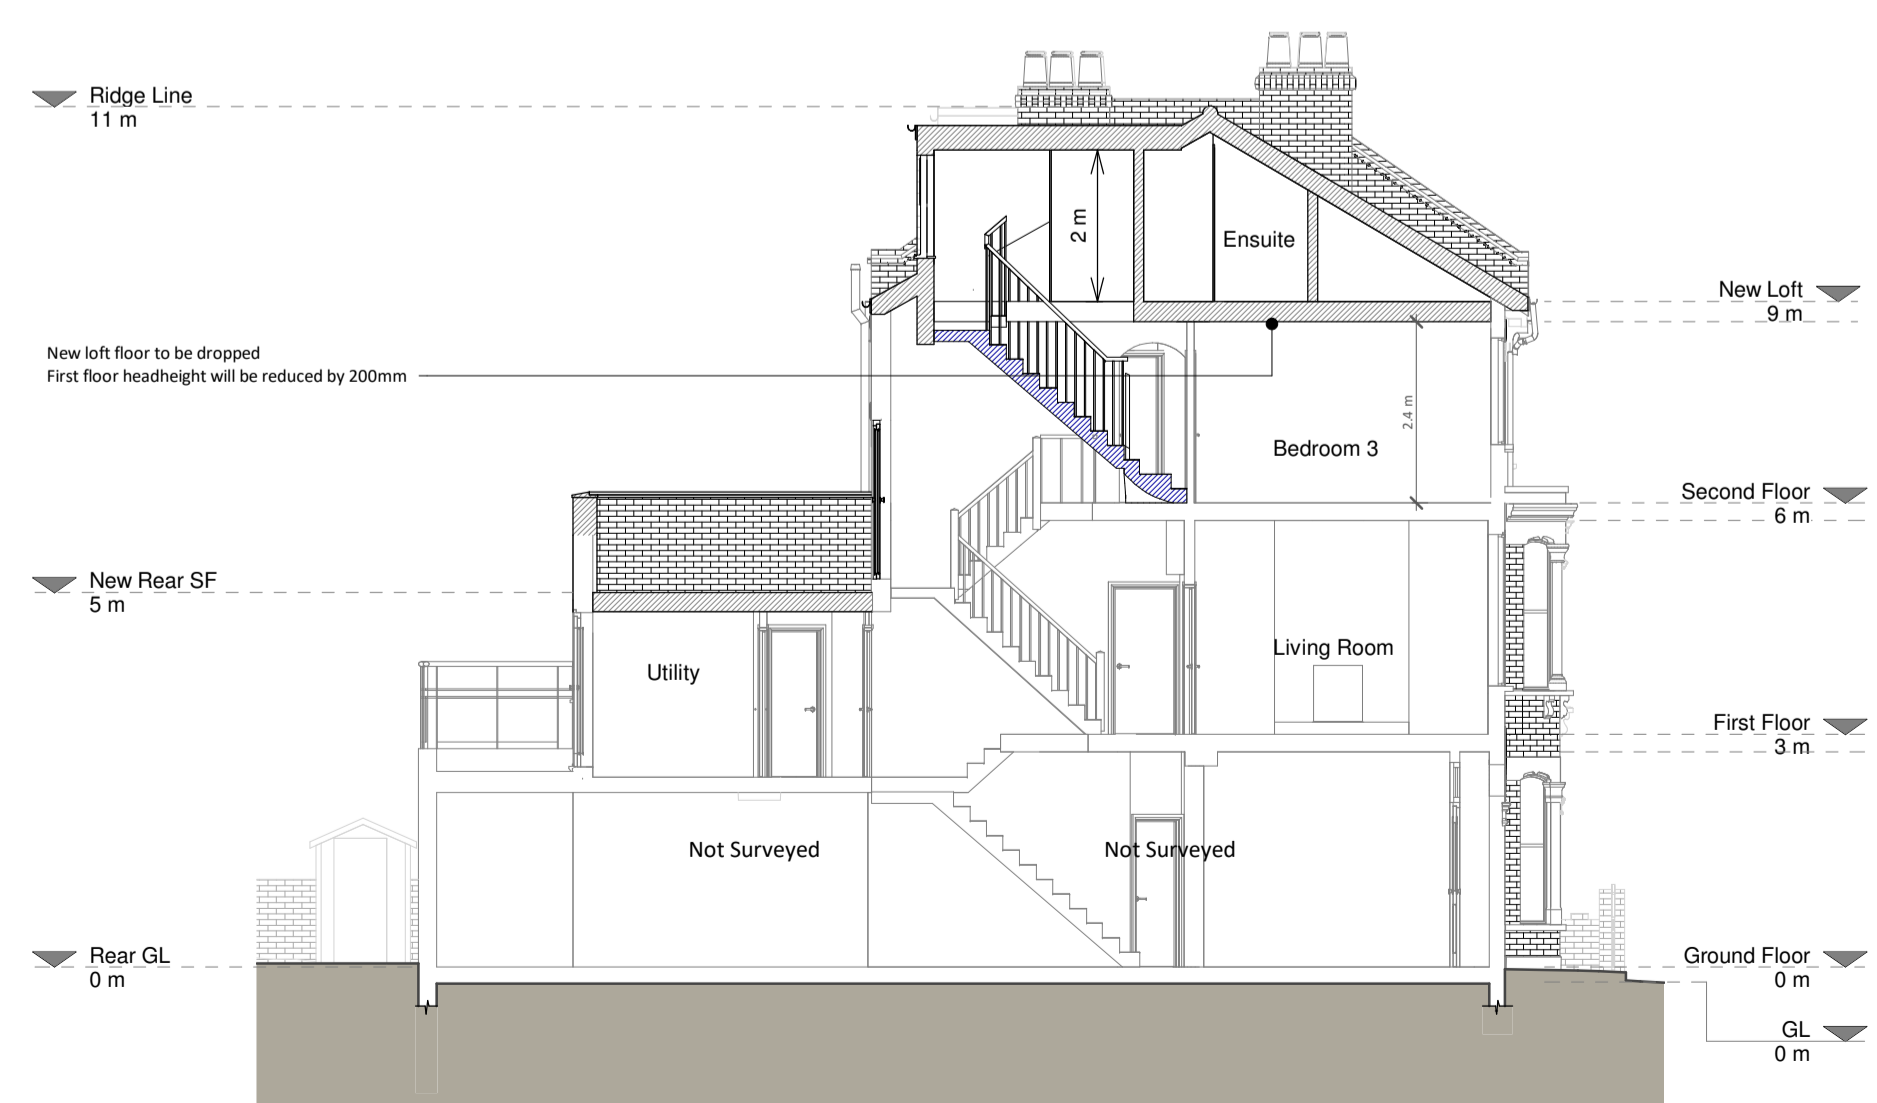 Ridge Line
11 m
2 m
Ensuite
New Loft
9 m
New loft floor to be dropped
First floor headheight will be reduced by 200mm
2.4 m
Bedroom 3
Second Floor
6 m
New Rear SF
5 m
Living Room
Utility
First Floor
3 m
Not Surveyed
Not Surveyed
Rear GL
0 m
Ground Floor
0 m
GL
0 m